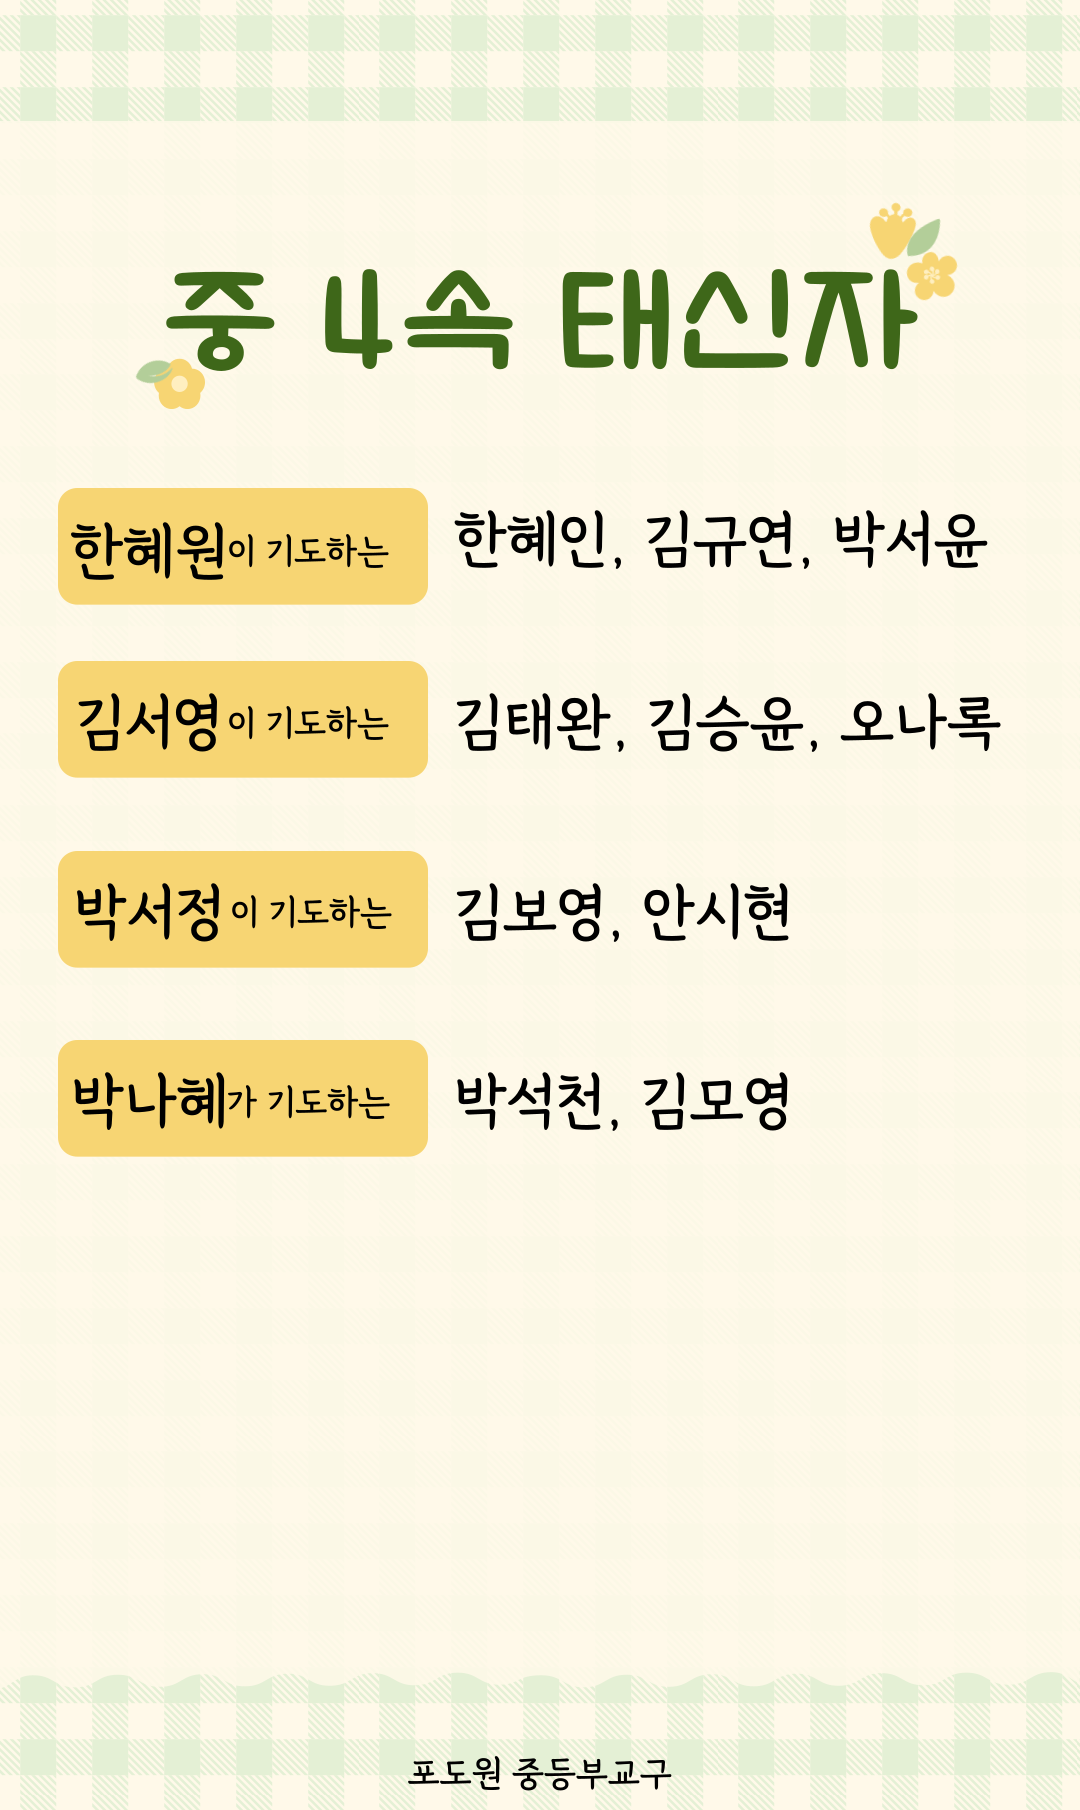 중 4속 태신자
한혜원이 기도하는 한혜인, 김규연, 박서윤
김서영이 기도하는 김태완, 김승윤, 오나록
박서정이 기도하는 김보영, 안시현
박나혜가 기도하는 박석천, 김모영
포도원 중등부교구